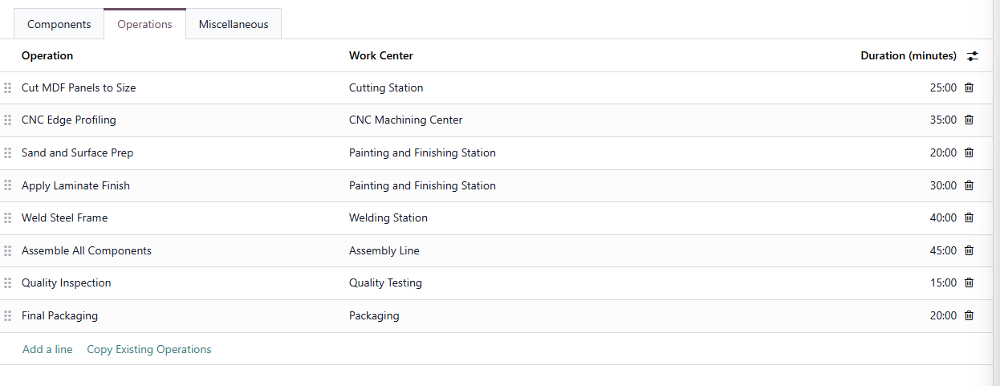 Components Operations Miscellaneous
Operation Work Center Duration (minutes)
Cut MDF Panels to Size Cutting Station 25:00
CNC Edge Profiling CNC Machining Center 35:00
Sand and Surface Prep Painting and Finishing Station 20:00
Apply Laminate Finish Painting and Finishing Station 30:00
Weld Steel Frame Welding Station 40:00
Assemble All Components Assembly Line 45:00
Quality Inspection Quality Testing 15:00
Final Packaging Packaging 20:00
Add a line Copy Existing Operations